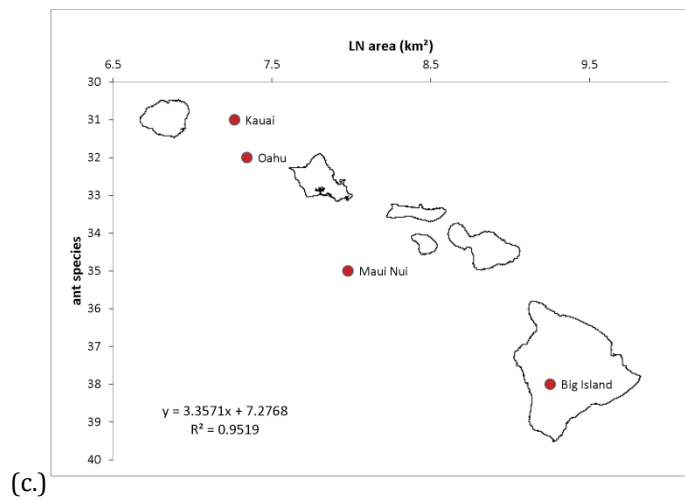 LN area (km²)
6.5 7.5 8.5 9.5
30
31
32
33
34
35
36
37
38
39
40
ant species
Kauai
Oahu
Maui Nui
Big Island
y = 3.3571x + 7.2768
R² = 0.9519
(c.)